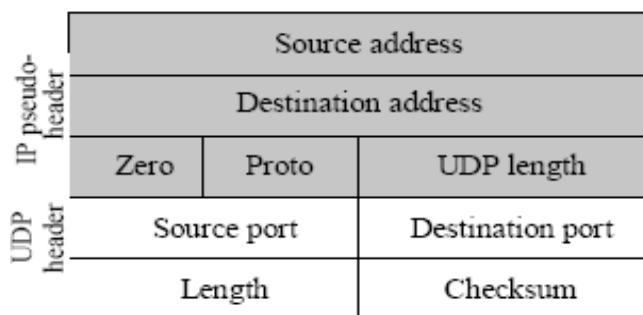 IP pseudo-
header
Source address
Destination address
Zero Proto UDP length
UDP
header
Source port Destination port
Length Checksum